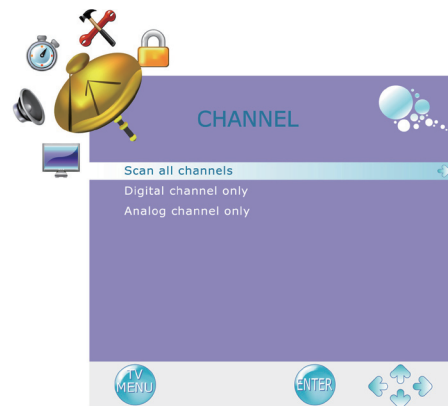 CHANNEL
Scan all channels
Digital channel only
Analog channel only
TV
MENU
ENTER